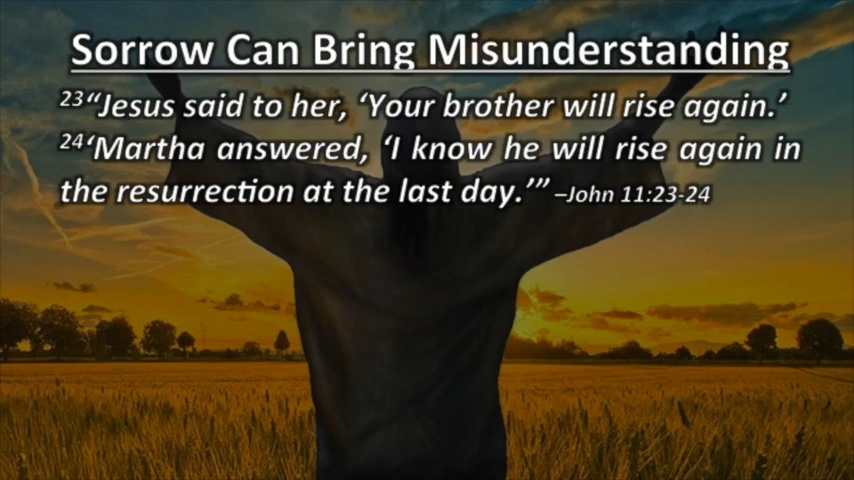 Sorrow Can Bring Misunderstanding
23“Jesus said to her, ‘Your brother will rise again.’
24‘Martha answered, ‘I know he will rise again in
the resurrection at the last day.’” –John 11:23-24